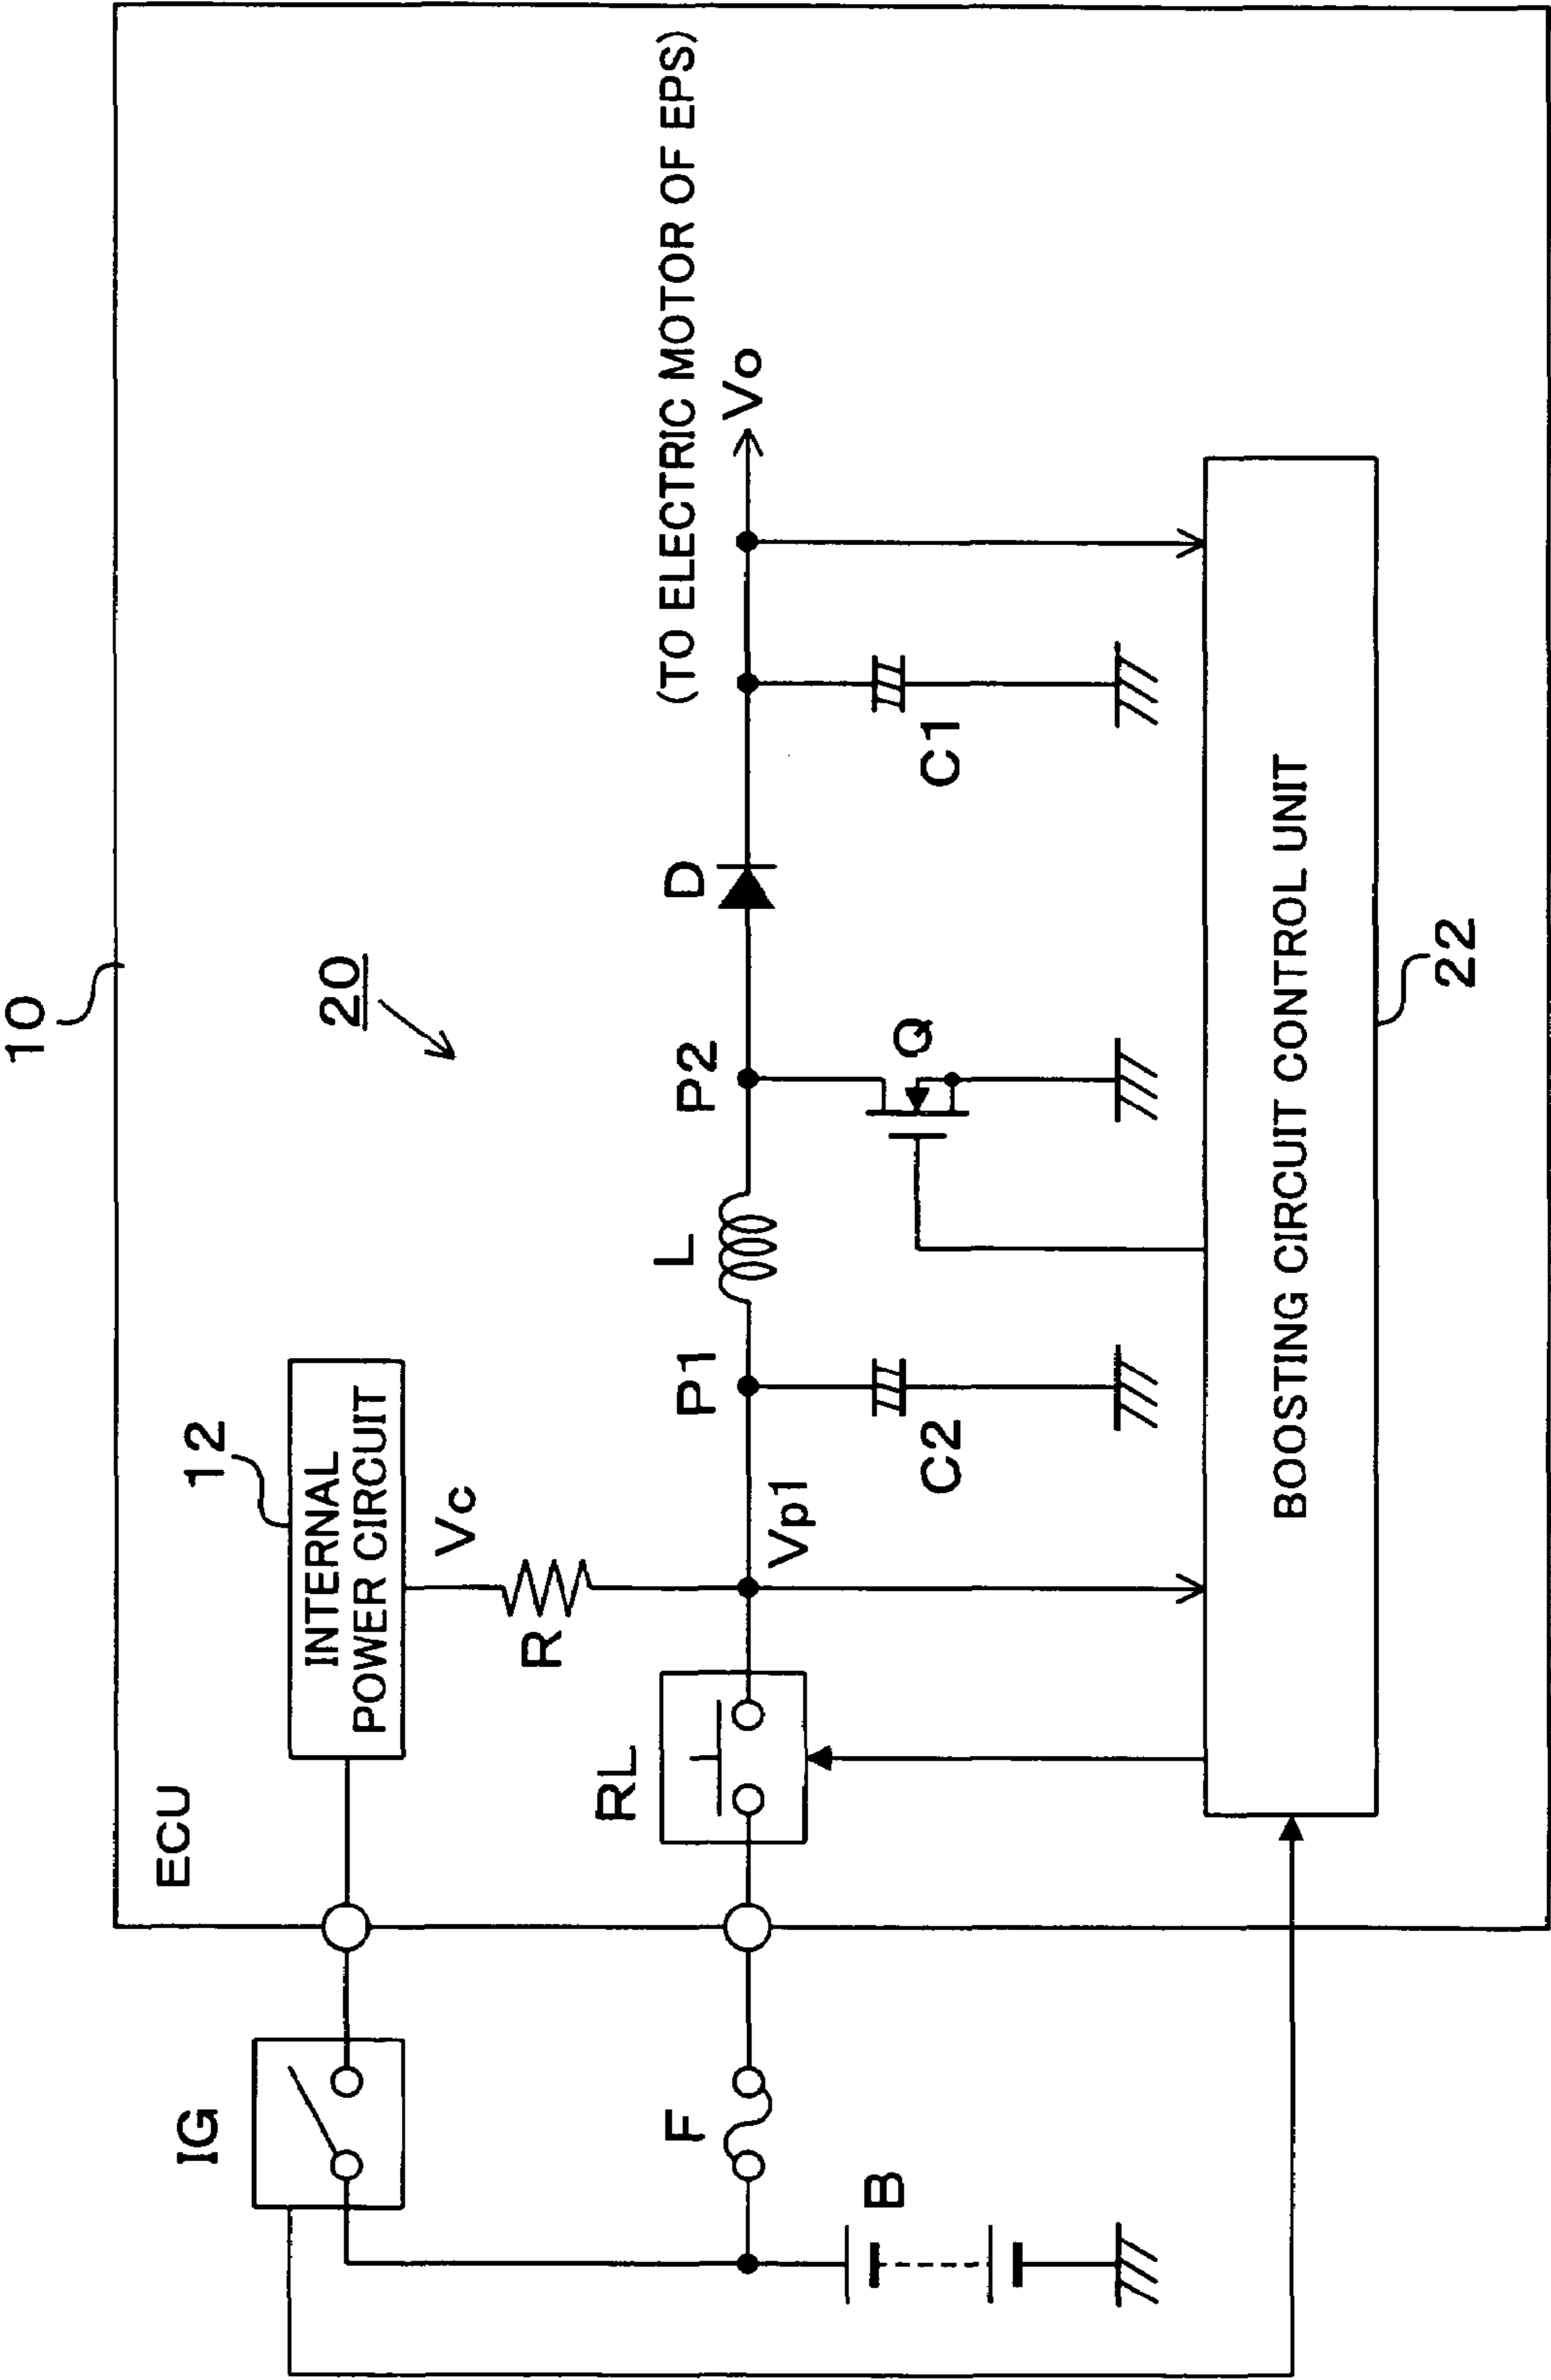 10
ECU
12
INTERNAL
POWER CIRCUIT
20
IG
Vc
R
(TO ELECTRIC MOTOR OF EPS)
RL
F
P1
L
P2
D
Vo
Vp1
B
C2
Q
C1
BOOSTING CIRCUIT CONTROL UNIT
22